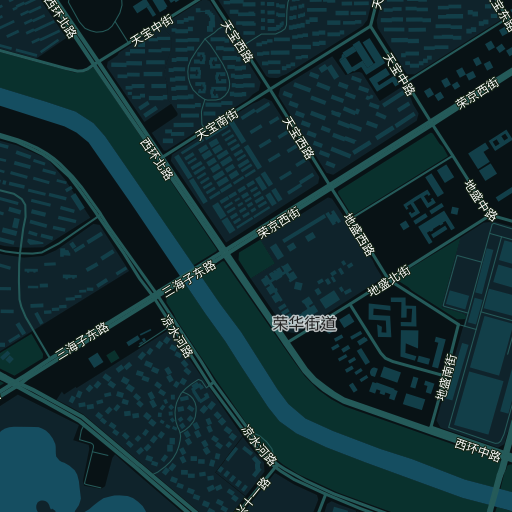 西环北路
天宝中街
天宝西路
天宝中路
荣京西街
天宝南街
天宝西路
西环北路
地盛中路
荣京西街
地盛西路
三海子东路
地盛北街
荣华街道
三海子东路
凉水河路
地盛南街
凉水河路
西环中路